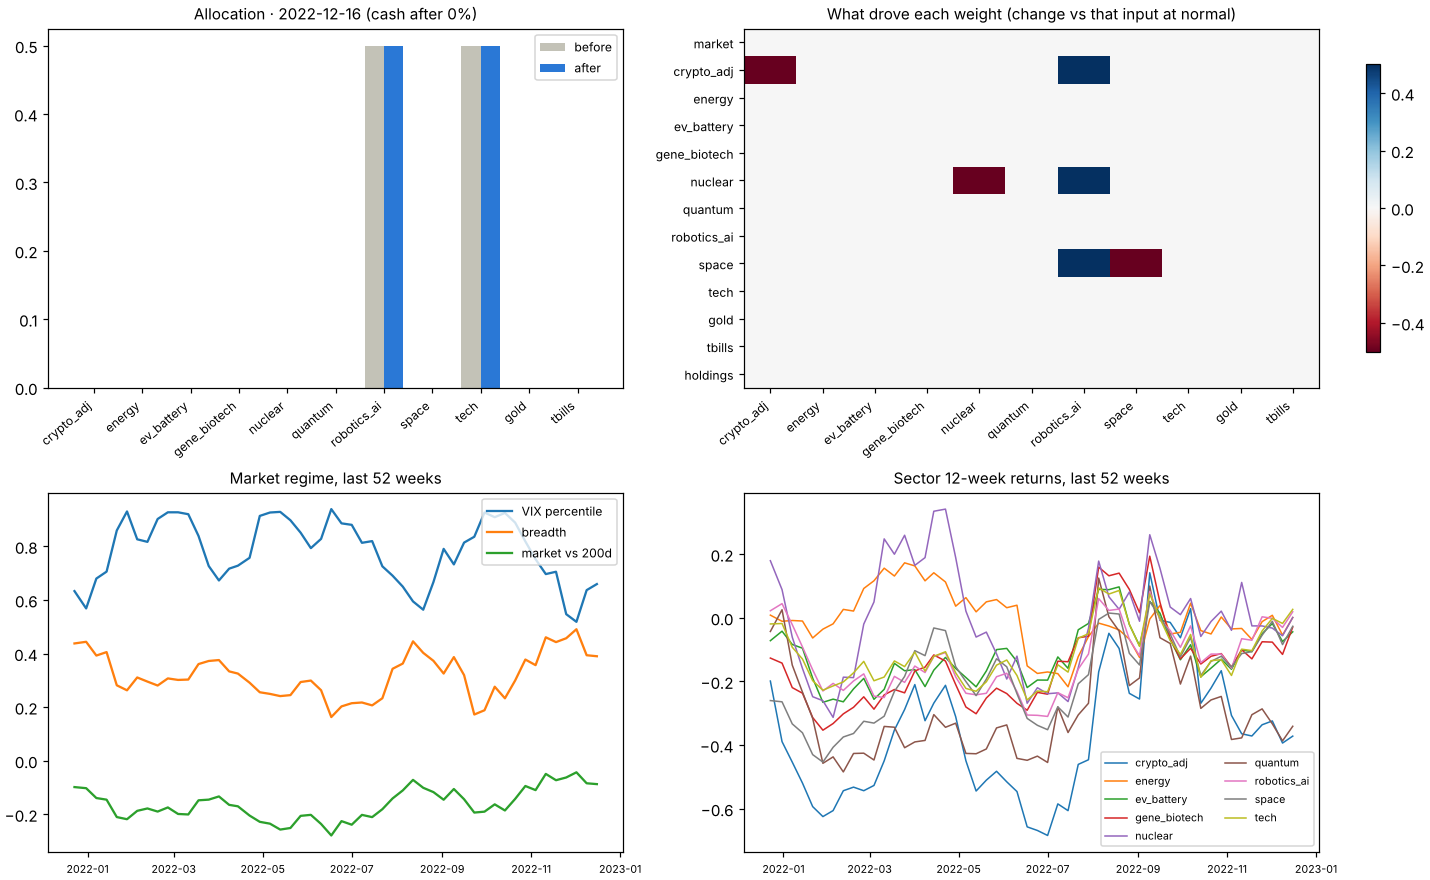 Allocation · 2022-12-16 (cash after 0%)
0.5
0.4
0.3
0.2
0.1
0.0
before
after
crypto_adj
energy
ev_battery
gene_biotech
nuclear
quantum
robotics_ai
space
tech
gold
tbills
What drove each weight (change vs that input at normal)
market
crypto_adj
energy
ev_battery
gene_biotech
nuclear
quantum
robotics_ai
space
tech
gold
tbills
holdings
crypto_adj
energy
ev_battery
gene_biotech
nuclear
quantum
robotics_ai
space
tech
gold
tbills
0.4
0.2
0.0
−0.2
−0.4
Market regime, last 52 weeks
0.8
0.6
0.4
0.2
0.0
−0.2
VIX percentile
breadth
market vs 200d
2022-01
2022-03
2022-05
2022-07
2022-09
2022-11
2023-01
Sector 12-week returns, last 52 weeks
0.2
0.0
−0.2
−0.4
−0.6
crypto_adj
energy
ev_battery
gene_biotech
nuclear
quantum
robotics_ai
space
tech
2022-01
2022-03
2022-05
2022-07
2022-09
2022-11
2023-01